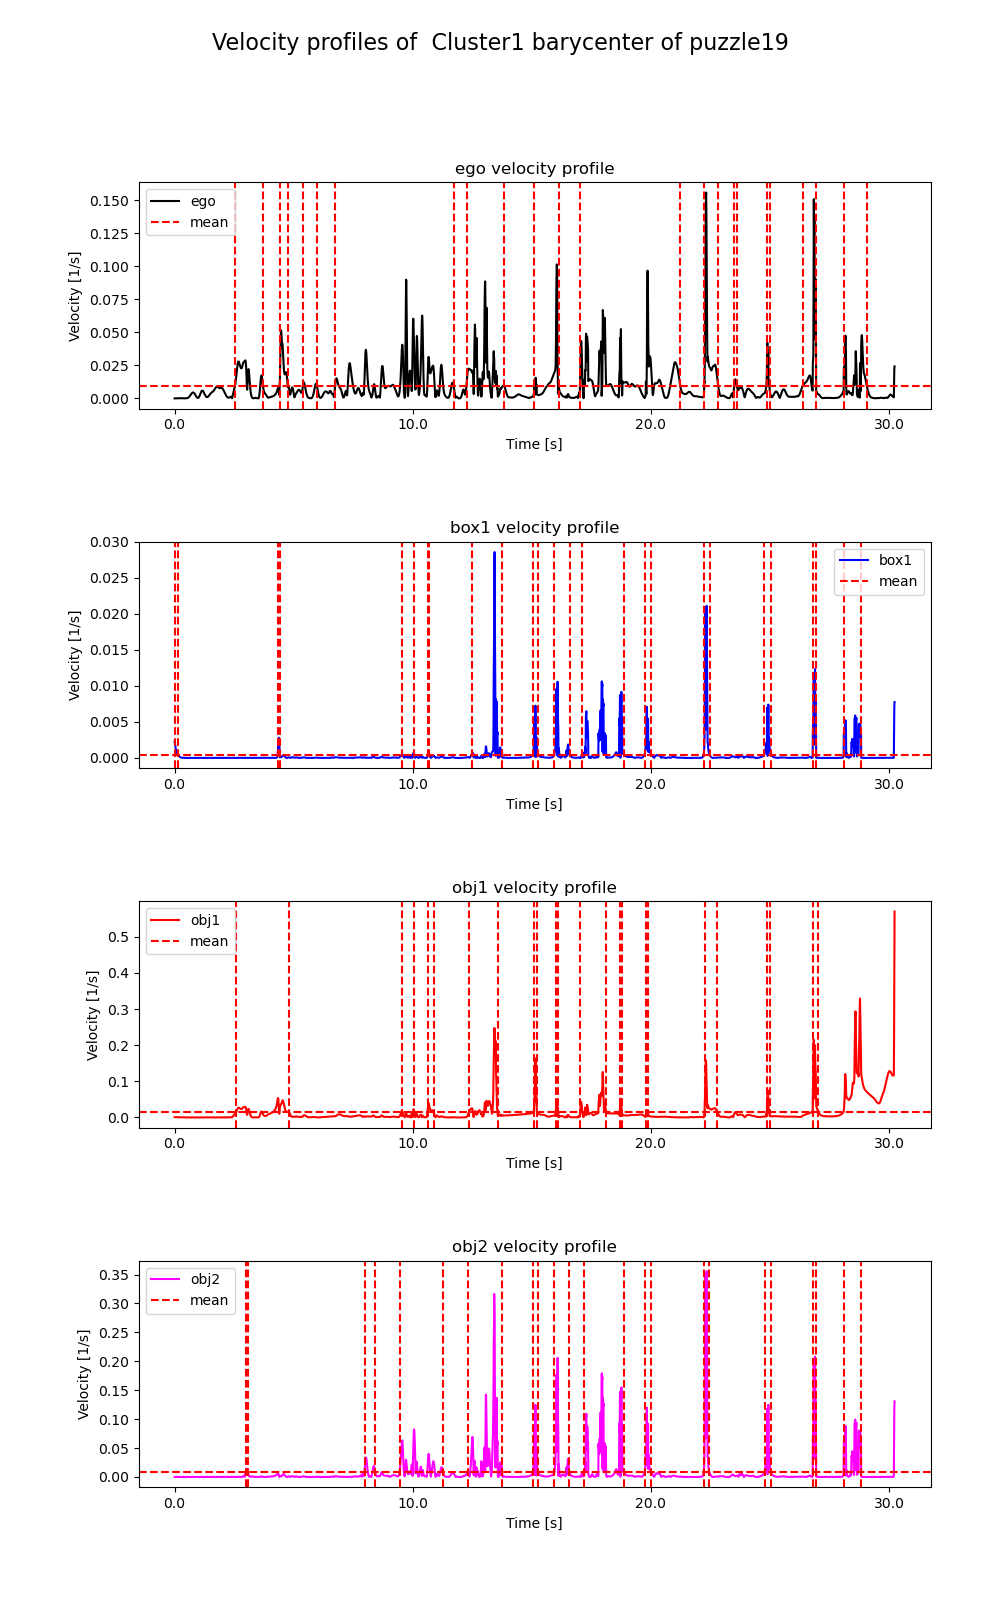 Velocity profiles of  Cluster1 barycenter of puzzle19
ego velocity profile
Velocity [1/s]
0.150
0.125
0.100
0.075
0.050
0.025
0.000
ego
mean
0.0 10.0 20.0 30.0
Time [s]
box1 velocity profile
Velocity [1/s]
0.030
0.025
0.020
0.015
0.010
0.005
0.000
box1
mean
0.0 10.0 20.0 30.0
Time [s]
obj1 velocity profile
Velocity [1/s]
0.5
0.4
0.3
0.2
0.1
0.0
obj1
mean
0.0 10.0 20.0 30.0
Time [s]
obj2 velocity profile
Velocity [1/s]
0.35
0.30
0.25
0.20
0.15
0.10
0.05
0.00
obj2
mean
0.0 10.0 20.0 30.0
Time [s]